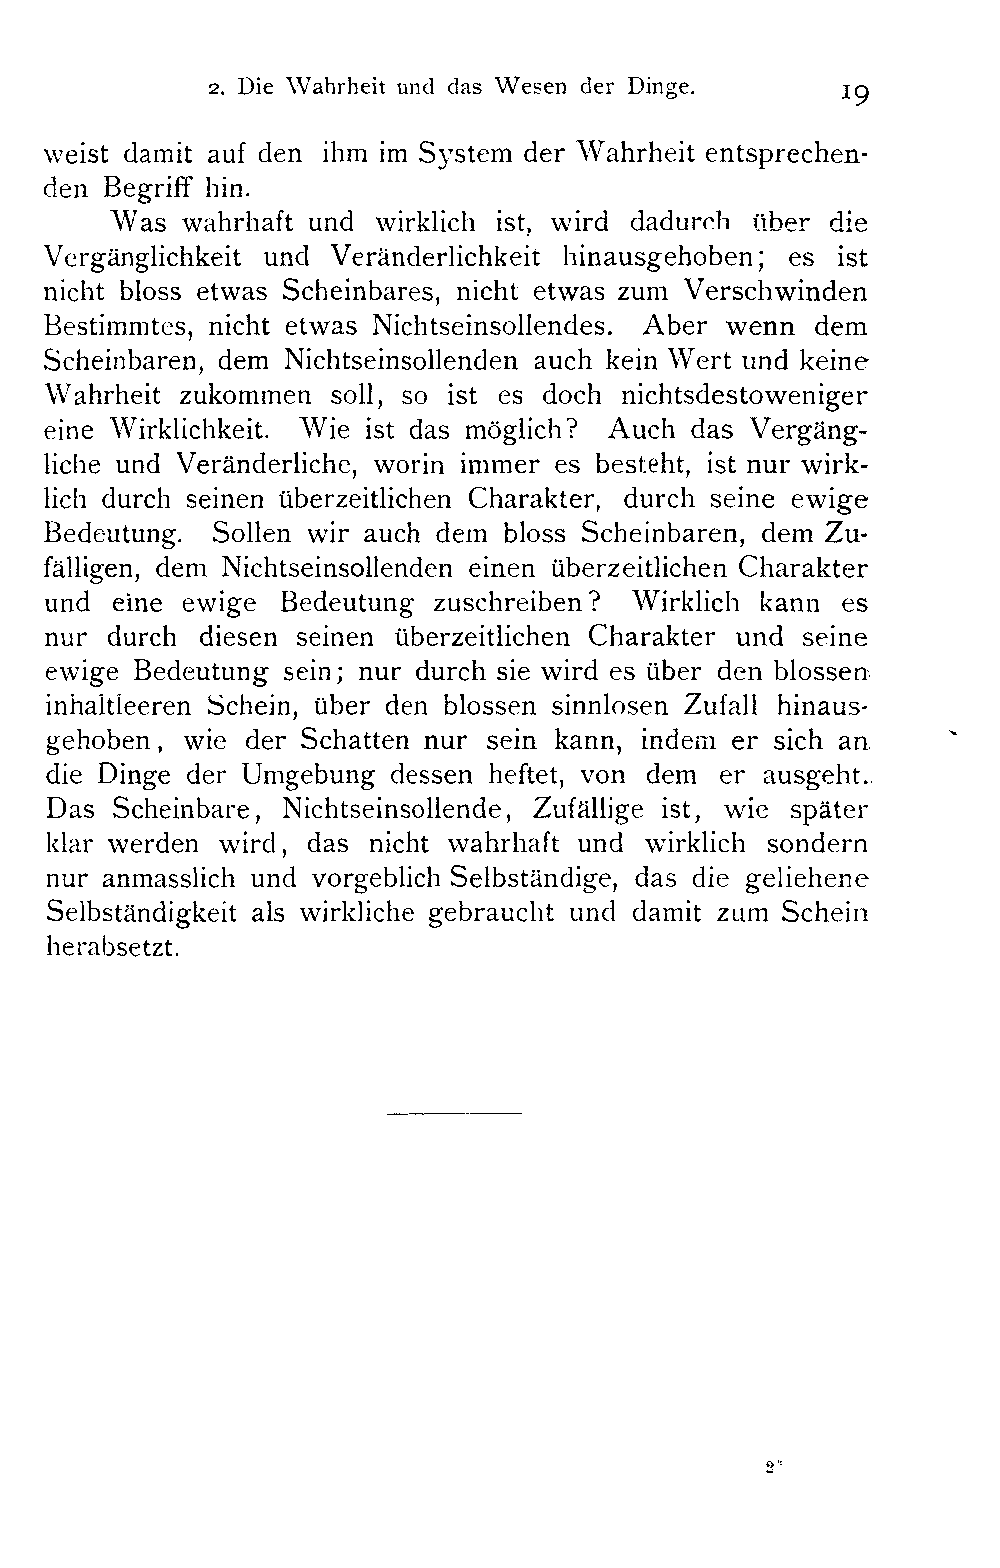 2. Die Wahrheit und das Wesen der Dinge. 19
weist damit auf den ihm im System der Wahrheit entsprechen-
den Begriff hin.
Was wahrhaft und wirklich ist, wird dadurch über die
Vergänglichkeit und Veränderlichkeit hinausgehoben; es ist
nicht bloss etwas Scheinbares, nicht etwas zum Verschwinden
Bestimmtes, nicht etwas Nichtseinsollendes. Aber wenn dem
Scheinbaren, dem Nichtseinsollenden auch kein Wert und keine
Wahrheit zukommen soll, so ist es doch nichtsdestoweniger
eine Wirklichkeit. Wie ist das möglich? Auch das Vergäng-
liche und Veränderliche, worin immer es besteht, ist nur wirk-
lich durch seinen überzeitlichen Charakter, durch seine ewige
Bedeutung. Sollen wir auch dem bloss Scheinbaren, dem Zu-
fälligen, dem Nichtseinsollenden einen überzeitlichen Charakter
und eine ewige Bedeutung zuschreiben? Wirklich kann es
nur durch diesen seinen überzeitlichen Charakter und seine
ewige Bedeutung sein; nur durch sie wird es über den blossen
inhaltleeren Schein, über den blossen sinnlosen Zufall hinaus-
gehoben, wie der Schatten nur sein kann, indem er sich an
die Dinge der Umgebung dessen heftet, von dem er ausgeht.
Das Scheinbare, Nichtseinsollende, Zufällige ist, wie später
klar werden wird, das nicht wahrhaft und wirklich sondern
nur anmasslich und vorgeblich Selbständige, das die geliehene
Selbständigkeit als wirkliche gebraucht und damit zum Schein
herabsetzt.
2*